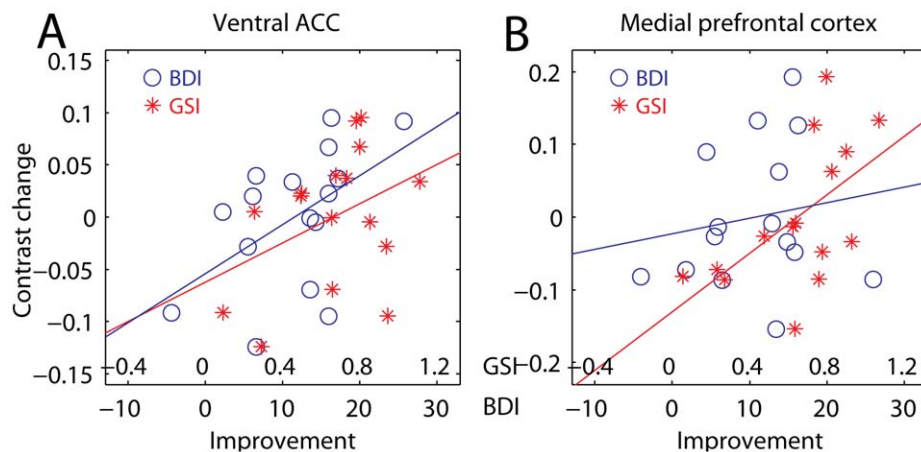 A
Ventral ACC
0.15
0.1
0.05
0
−0.05
−0.1
−0.15
Contrast change
BDI
GSI
−0.4 0 0.4 0.8 1.2
−10 0 10 20 30
Improvement
GSI
BDI
B
Medial prefrontal cortex
0.2
0.1
0
−0.1
−0.2
BDI
GSI
−0.4 0 0.4 0.8 1.2
−10 0 10 20 30
Improvement